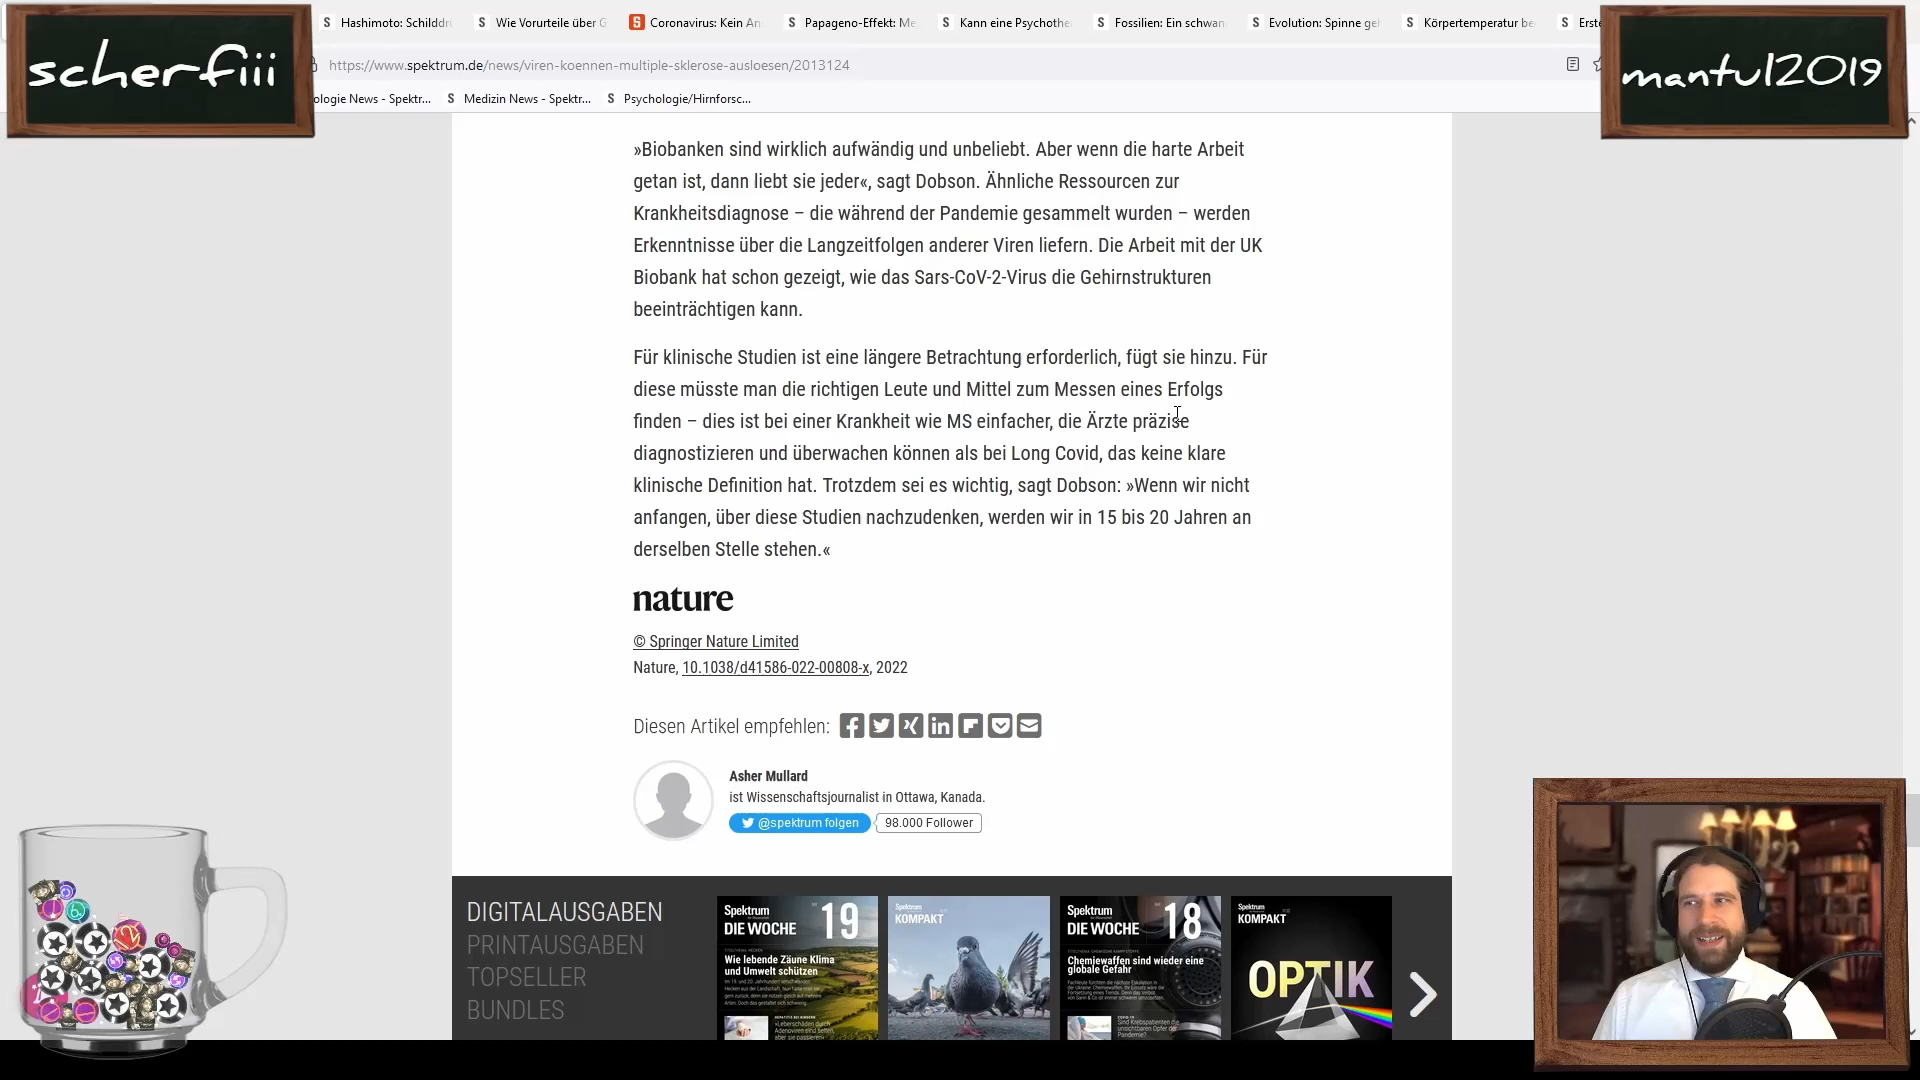 scherfiii
Hashimoto: Schilddr
Wie Vorurteile über G
Coronavirus: Kein An
Papageno-Effekt: Me
Kann eine Psychothe
Fossilien: Ein schwan
Evolution: Spinne ge
Körpertemperatur be
Erste
mantul2019
https://www.spektrum.de/news/viren-koennen-multiple-sklerose-ausloesen/2013124
ologie News - Spektr...
Medizin News - Spektr...
Psychologie/Hirnforsc...
»Biobanken sind wirklich aufwändig und unbeliebt. Aber wenn die harte Arbeit
getan ist, dann liebt sie jeder«, sagt Dobson. Ähnliche Ressourcen zur
Krankheitsdiagnose – die während der Pandemie gesammelt wurden – werden
Erkenntnisse über die Langzeitfolgen anderer Viren liefern. Die Arbeit mit der UK
Biobank hat schon gezeigt, wie das Sars-CoV-2-Virus die Gehirnstrukturen
beeinträchtigen kann.
Für klinische Studien ist eine längere Betrachtung erforderlich, fügt sie hinzu. Für
diese müsste man die richtigen Leute und Mittel zum Messen eines Erfolgs
finden – dies ist bei einer Krankheit wie MS einfacher, die Ärzte präzise
diagnostizieren und überwachen können als bei Long Covid, das keine klare
klinische Definition hat. Trotzdem sei es wichtig, sagt Dobson: »Wenn wir nicht
anfangen, über diese Studien nachzudenken, werden wir in 15 bis 20 Jahren an
derselben Stelle stehen.«
nature
© Springer Nature Limited
Nature, 10.1038/d41586-022-00808-x, 2022
Diesen Artikel empfehlen:
Asher Mullard
ist Wissenschaftsjournalist in Ottawa, Kanada.
@spektrum folgen
98.000 Follower
DIGITALAUSGABEN
PRINTAUSGABEN
TOPSELLER
BUNDLES
Spektrum
DIE WOCHE
19
Wie lebende Zäune Klima
und Umwelt schützen
Spektrum
KOMPAKT
Spektrum
DIE WOCHE
18
Chemiewaffen sind wieder eine
globale Gefahr
Spektrum
KOMPAKT
OPTIK